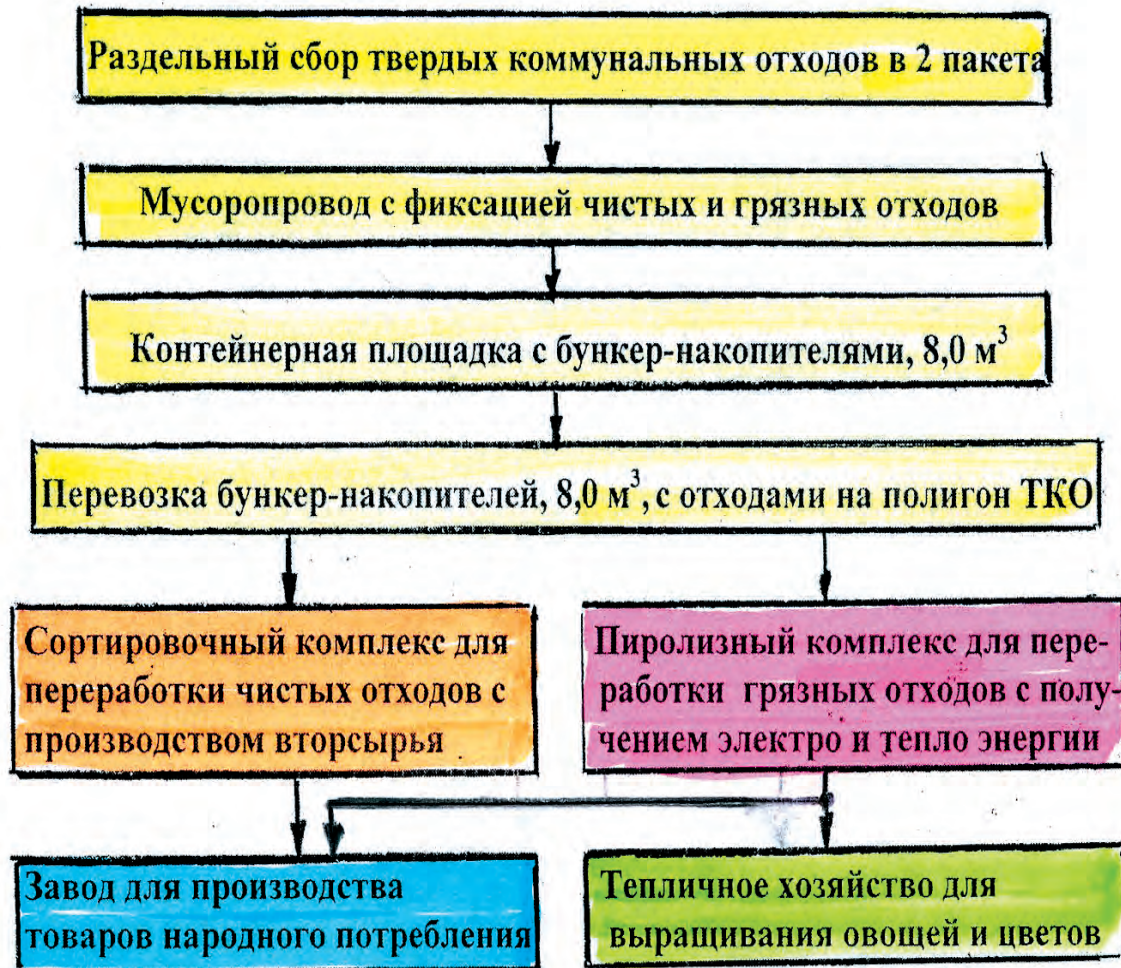 Раздельный сбор твердых коммунальных отходов в 2 пакета
Мусоропровод с фиксацией чистых и грязных отходов
Контейнерная площадка с бункер-накопителями, 8,0 м³
Перевозка бункер-накопителей, 8,0 м³, с отходами на полигон ТКО
Сортировочный комплекс для
переработки чистых отходов с
производством вторсырья
Пиролизный комплекс для пере-
работки грязных отходов с полу-
чением электро и тепло энергии
Завод для производства
товаров народного потребления
Тепличное хозяйство для
выращивания овощей и цветов